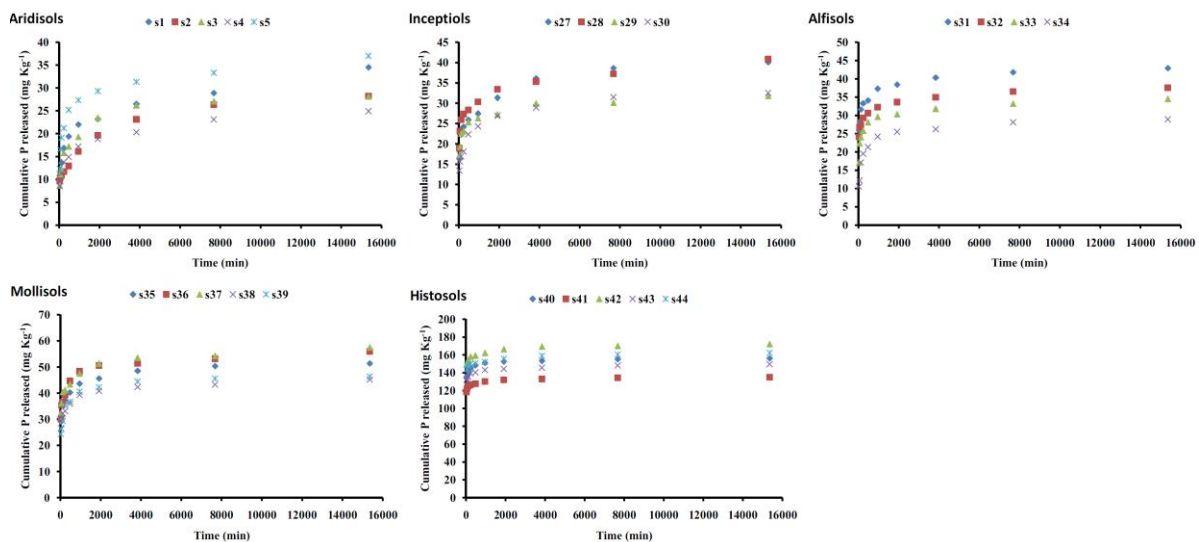 Aridisols
s1 s2 s3 s4 s5
Cumulative P released (mg Kg-1)
40
35
30
25
20
15
10
5
0
0 2000 4000 6000 8000 10000 12000 14000 16000
Time (min)
Inceptiols
s27 s28 s29 s30
Cumulative P released (mg Kg-1)
45
40
35
30
25
20
15
10
5
0
0 2000 4000 6000 8000 10000 12000 14000 16000
Time (min)
Alfisols
s31 s32 s33 s34
Cumulative P released (mg Kg-1)
50
45
40
35
30
25
20
15
10
5
0
0 2000 4000 6000 8000 10000 12000 14000 16000
Time (min)
Mollisols
s35 s36 s37 s38 s39
Cumulative P released (mg Kg-1)
70
60
50
40
30
20
10
0
0 2000 4000 6000 8000 10000 12000 14000 16000
Time (min)
Histosols
s40 s41 s42 s43 s44
Cumulative P released (mg Kg-1)
200
180
160
140
120
100
80
60
40
20
0
0 2000 4000 6000 8000 10000 12000 14000 16000
Time (min)